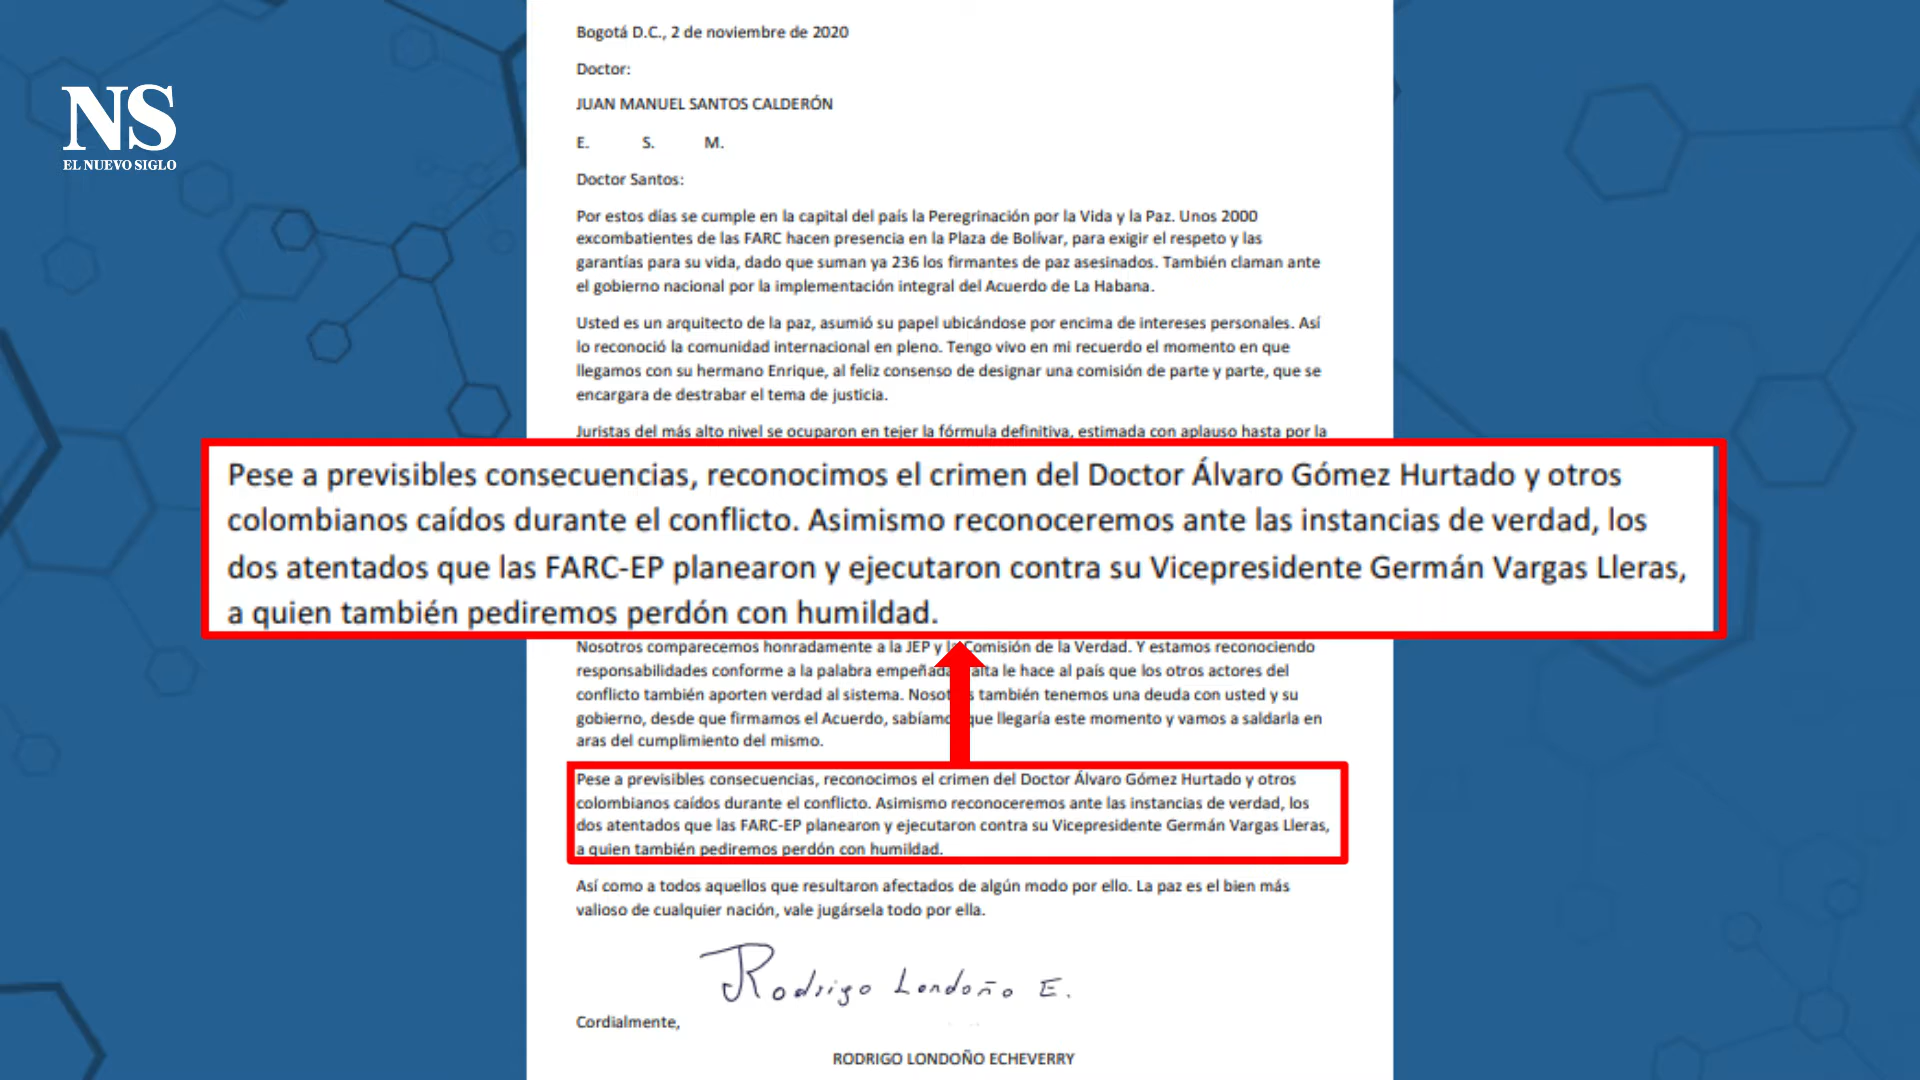 NS
EL NUEVO SIGLO
Bogotá D.C., 2 de noviembre de 2020
Doctor:
JUAN MANUEL SANTOS CALDERÓN
E. S. M.
Doctor Santos:
Por estos días se cumple en la capital del país la Peregrinación por la Vida y la Paz. Unos 2000
excombatientes de las FARC hacen presencia en la Plaza de Bolívar, para exigir el respeto y las
garantías para su vida, dado que suman ya 236 los firmantes de paz asesinados. También claman ante
el gobierno nacional por la implementación integral del Acuerdo de La Habana.
Usted es un arquitecto de la paz, asumió su papel ubicándose por encima de intereses personales. Así
lo reconoció la comunidad internacional en pleno. Tengo vivo en mi recuerdo el momento en que
llegamos con su hermano Enrique, al feliz consenso de designar una comisión de parte y parte, que se
encargara de destrabar el tema de justicia.
Juristas del más alto nivel se ocuparon en tejer la fórmula definitiva, estimada con aplauso hasta por la
Pese a previsibles consecuencias, reconocimos el crimen del Doctor Álvaro Gómez Hurtado y otros
colombianos caídos durante el conflicto. Asimismo reconoceremos ante las instancias de verdad, los
dos atentados que las FARC-EP planearon y ejecutaron contra su Vicepresidente Germán Vargas Lleras,
a quien también pediremos perdón con humildad.
Nosotros comparecemos honradamente a la JEP y la Comisión de la Verdad. Y estamos reconociendo
responsabilidades conforme a la palabra empeñada alta le hace al país que los otros actores del
conflicto también aporten verdad al sistema. también tenemos una deuda con usted y su
gobierno, desde que firmamos el Acuerdo, que llegaría este momento y vamos a saldarla en
aras del cumplimiento del mismo.
Pese a previsibles consecuencias, reconocimos el crimen del Doctor Álvaro Gómez Hurtado y otros
colombianos caídos durante el conflicto. Asimismo reconoceremos ante las instancias de verdad, los
dos atentados que las FARC-EP planearon y ejecutaron contra su Vicepresidente Germán Vargas Lleras,
a quien también pediremos perdón con humildad.
Así como a todos aquellos que resultaron afectados de algún modo por ello. La paz es el bien más
valioso de cualquier nación, vale jugársela todo por ella.
Rodrigo Londoño E.
Cordialmente,
RODRIGO LONDOÑO ECHEVERRY